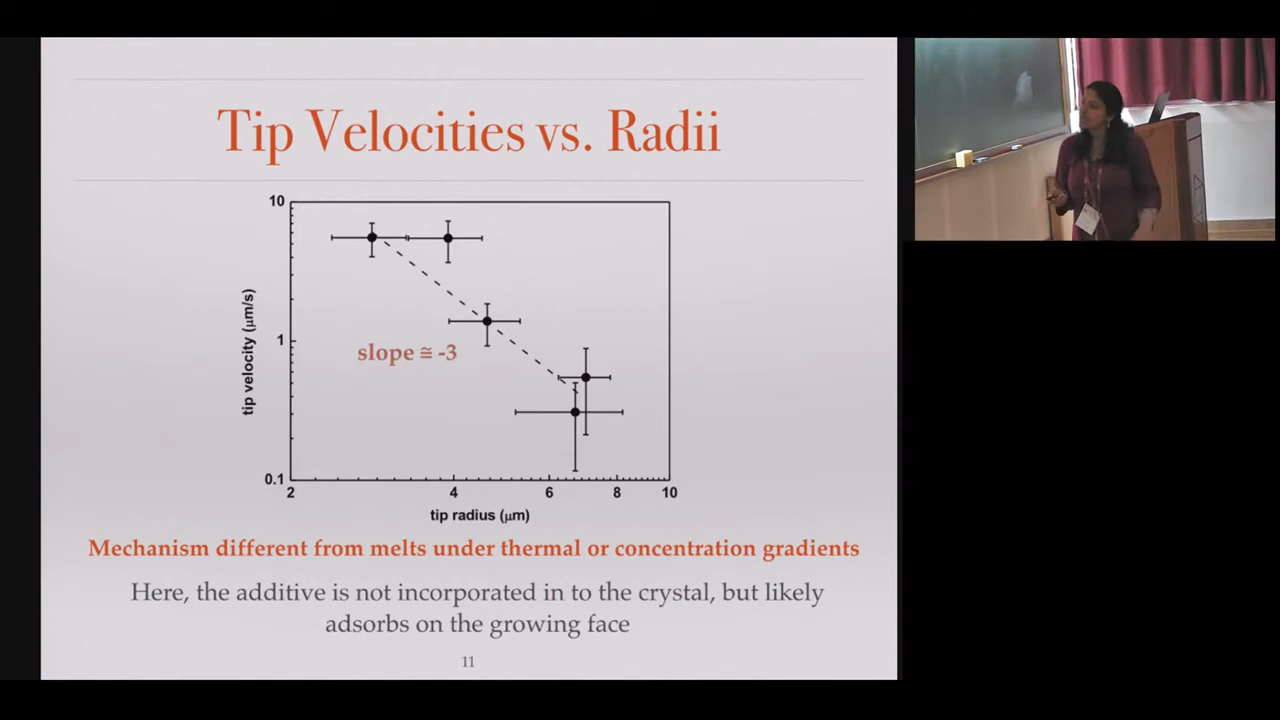 Tip Velocities vs. Radii
10
1
0.1
tip velocity (μm/s)
slope ≅ -3
2 4 6 8 10
tip radius (μm)
Mechanism different from melts under thermal or concentration gradients
Here, the additive is not incorporated in to the crystal, but likely
adsorbs on the growing face
11